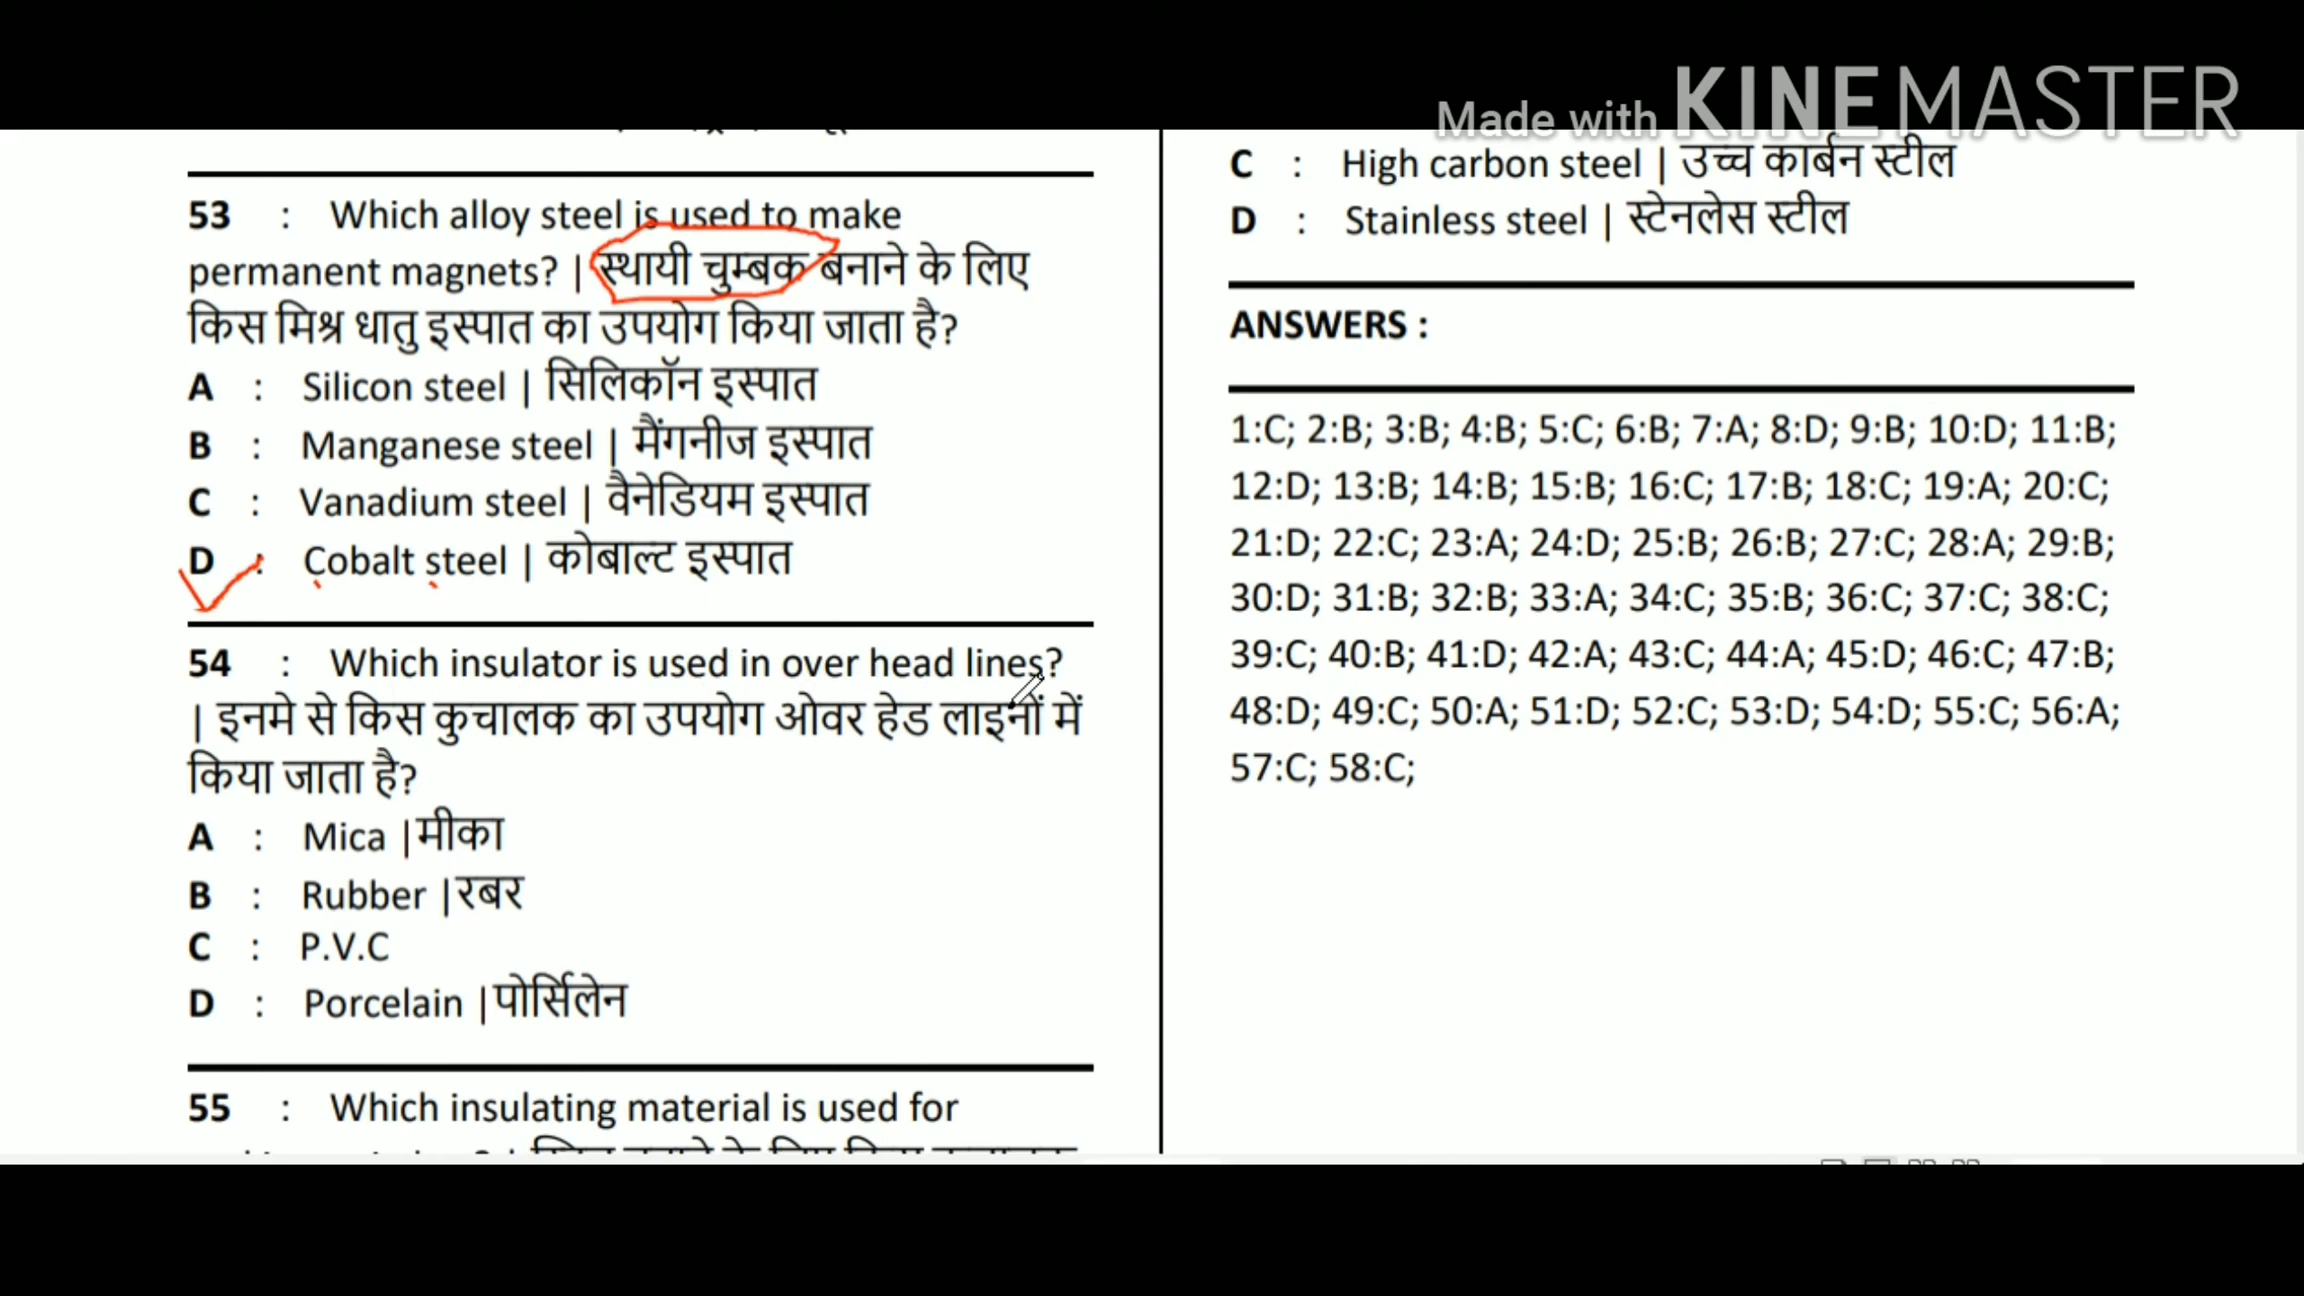 Made with KINEMASTER
53 : Which alloy steel is used to make
permanent magnets? | स्थायी चुम्बक बनाने के लिए
किस मिश्र धातु इस्पात का उपयोग किया जाता है?
A : Silicon steel | सिलिकॉन इस्पात
B : Manganese steel | मैंगनीज इस्पात
C : Vanadium steel | वैनेडियम इस्पात
D : Cobalt steel | कोबाल्ट इस्पात
54 : Which insulator is used in over head lines?
| इनमे से किस कुचालक का उपयोग ओवर हेड लाइनों में
किया जाता है?
A : Mica |मीका
B : Rubber |रबर
C : P.V.C
D : Porcelain |पोर्सिलेन
55 : Which insulating material is used for
C : High carbon steel | उच्च कार्बन स्टील
D : Stainless steel | स्टेनलेस स्टील
ANSWERS :
1:C; 2:B; 3:B; 4:B; 5:C; 6:B; 7:A; 8:D; 9:B; 10:D; 11:B;
12:D; 13:B; 14:B; 15:B; 16:C; 17:B; 18:C; 19:A; 20:C;
21:D; 22:C; 23:A; 24:D; 25:B; 26:B; 27:C; 28:A; 29:B;
30:D; 31:B; 32:B; 33:A; 34:C; 35:B; 36:C; 37:C; 38:C;
39:C; 40:B; 41:D; 42:A; 43:C; 44:A; 45:D; 46:C; 47:B;
48:D; 49:C; 50:A; 51:D; 52:C; 53:D; 54:D; 55:C; 56:A;
57:C; 58:C;